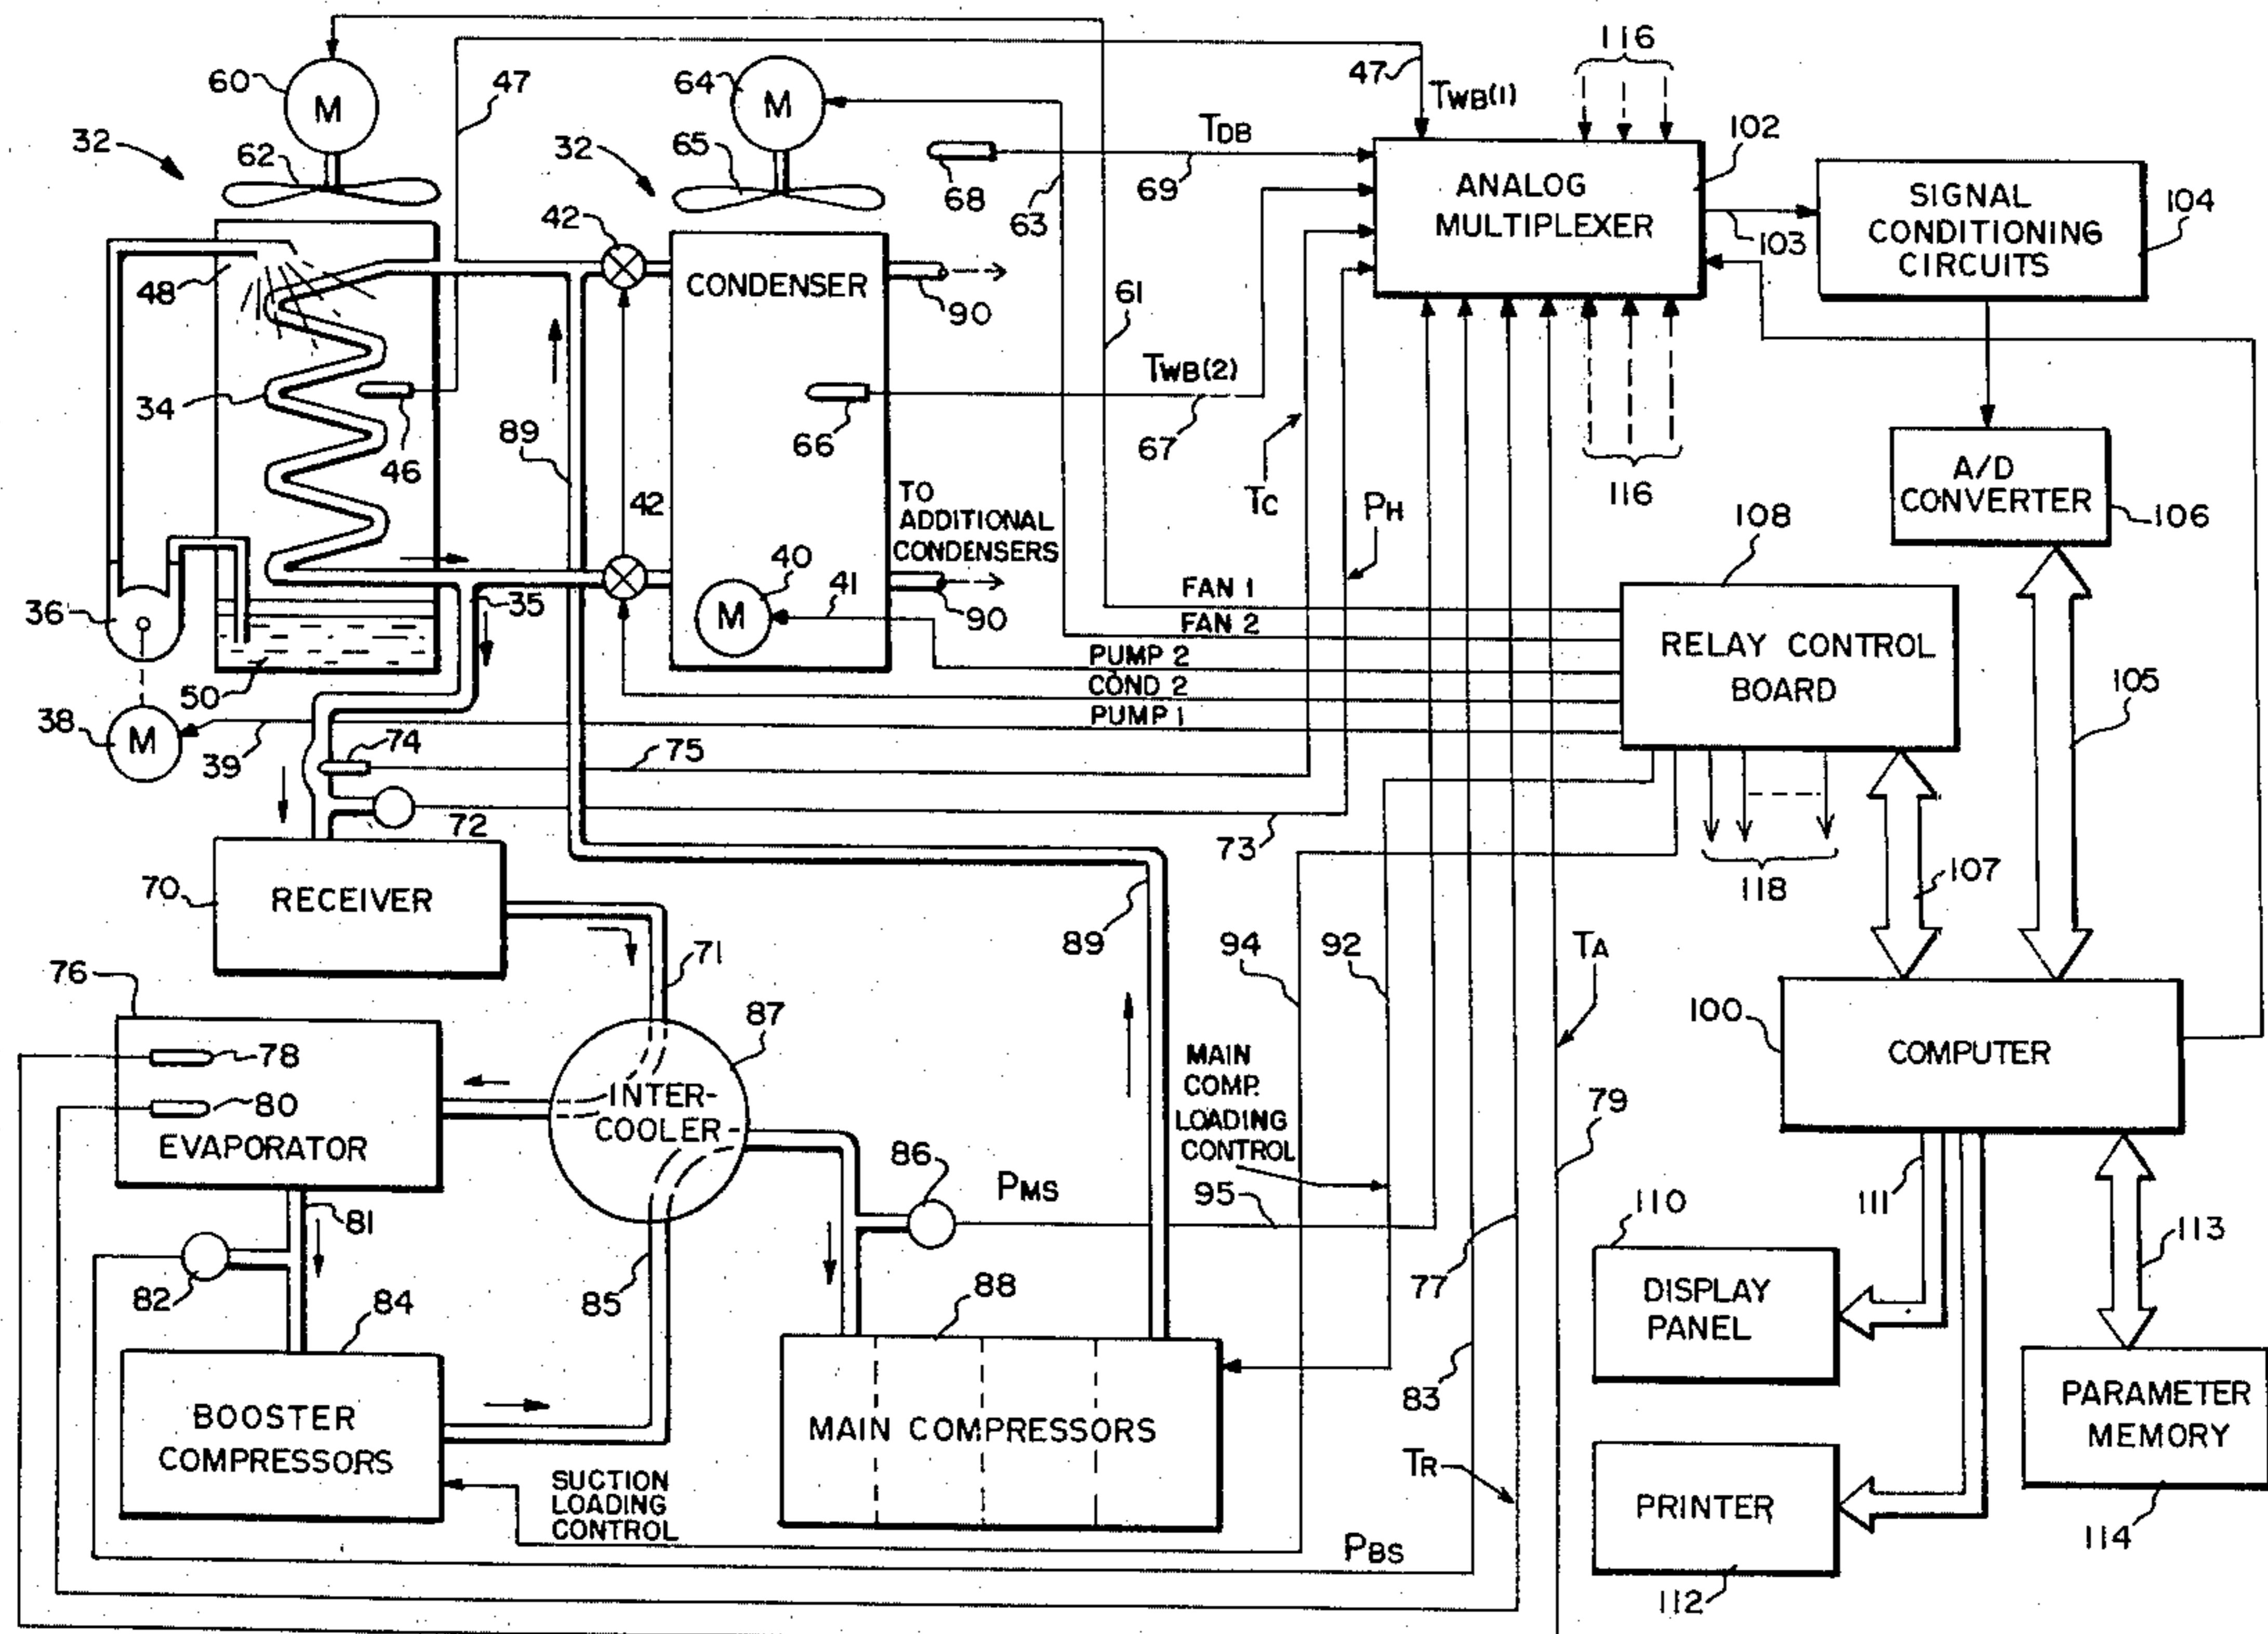 116
60
M
47
64
M
47
TWB(1)
32
62
32
65
TDB
68
63
69
102
ANALOG
MULTIPLEXER
SIGNAL
CONDITIONING
CIRCUITS
104
103
48
42
CONDENSER
90
61
34
46
89
66
TWB(2)
67
TC
PH
116
A/D
CONVERTER
106
42
TO
ADDITIONAL
CONDENSERS
108
36
35
40
41
M
90
FAN 1
FAN 2
PUMP 2
COND 2
PUMP 1
RELAY CONTROL
BOARD
105
50
38
M
39
74
75
72
73
118
107
70
RECEIVER
71
89
94
92
TA
76
78
80
EVAPORATOR
87
INTER-
COOLER
MAIN
COMP.
LOADING
CONTROL
100
COMPUTER
79
81
82
86
PMS
95
111
110
113
84
85
88
77
DISPLAY
PANEL
BOOSTER
COMPRESSORS
MAIN COMPRESSORS
83
PARAMETER
MEMORY
114
SUCTION
LOADING
CONTROL
TR
PRINTER
PBS
112